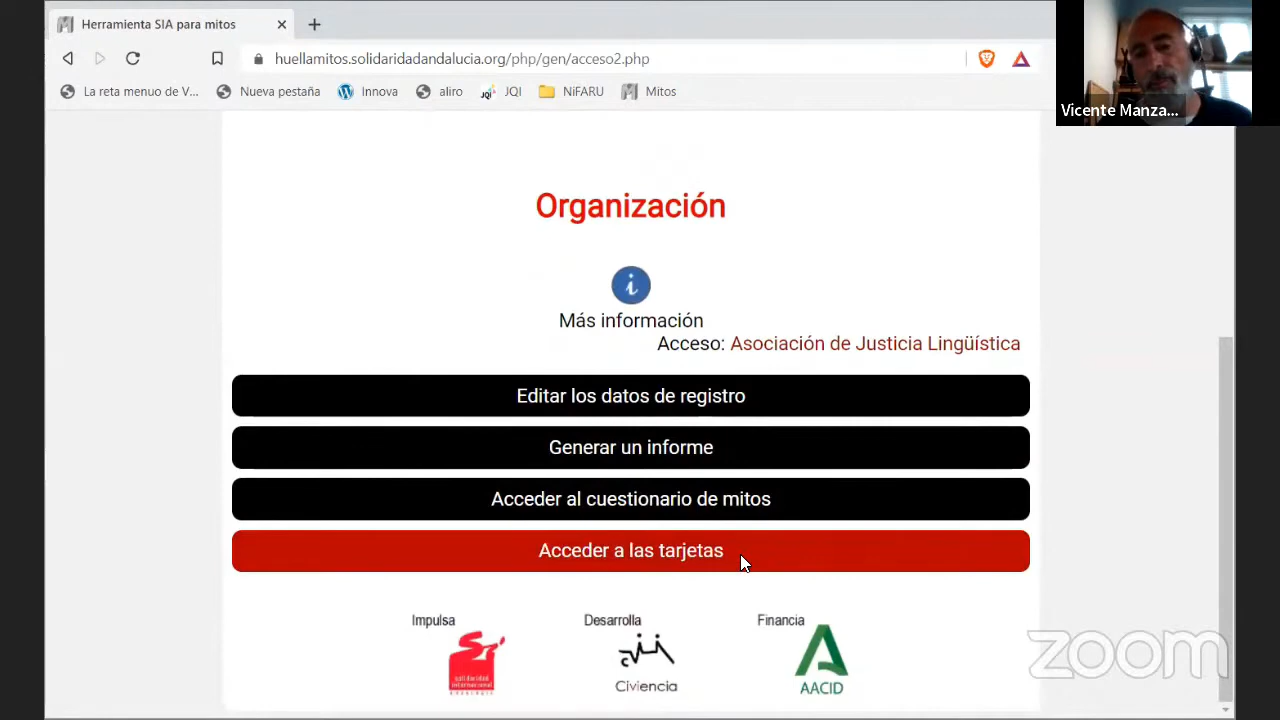 Herramienta SIA para mitos
huellamitos.solidaridadandalucia.org/php/gen/acceso2.php
La reta menuo de V... Nueva pestaña Innova aliro JQI NiFARU Mitos
Vicente Manza...
Organización
i
Más información
Acceso: Asociación de Justicia Lingüística
Editar los datos de registro
Generar un informe
Acceder al cuestionario de mitos
Acceder a las tarjetas
Impulsa Desarrolla Financia
solidaridad
internacional
Civiencia
AACID
zoom